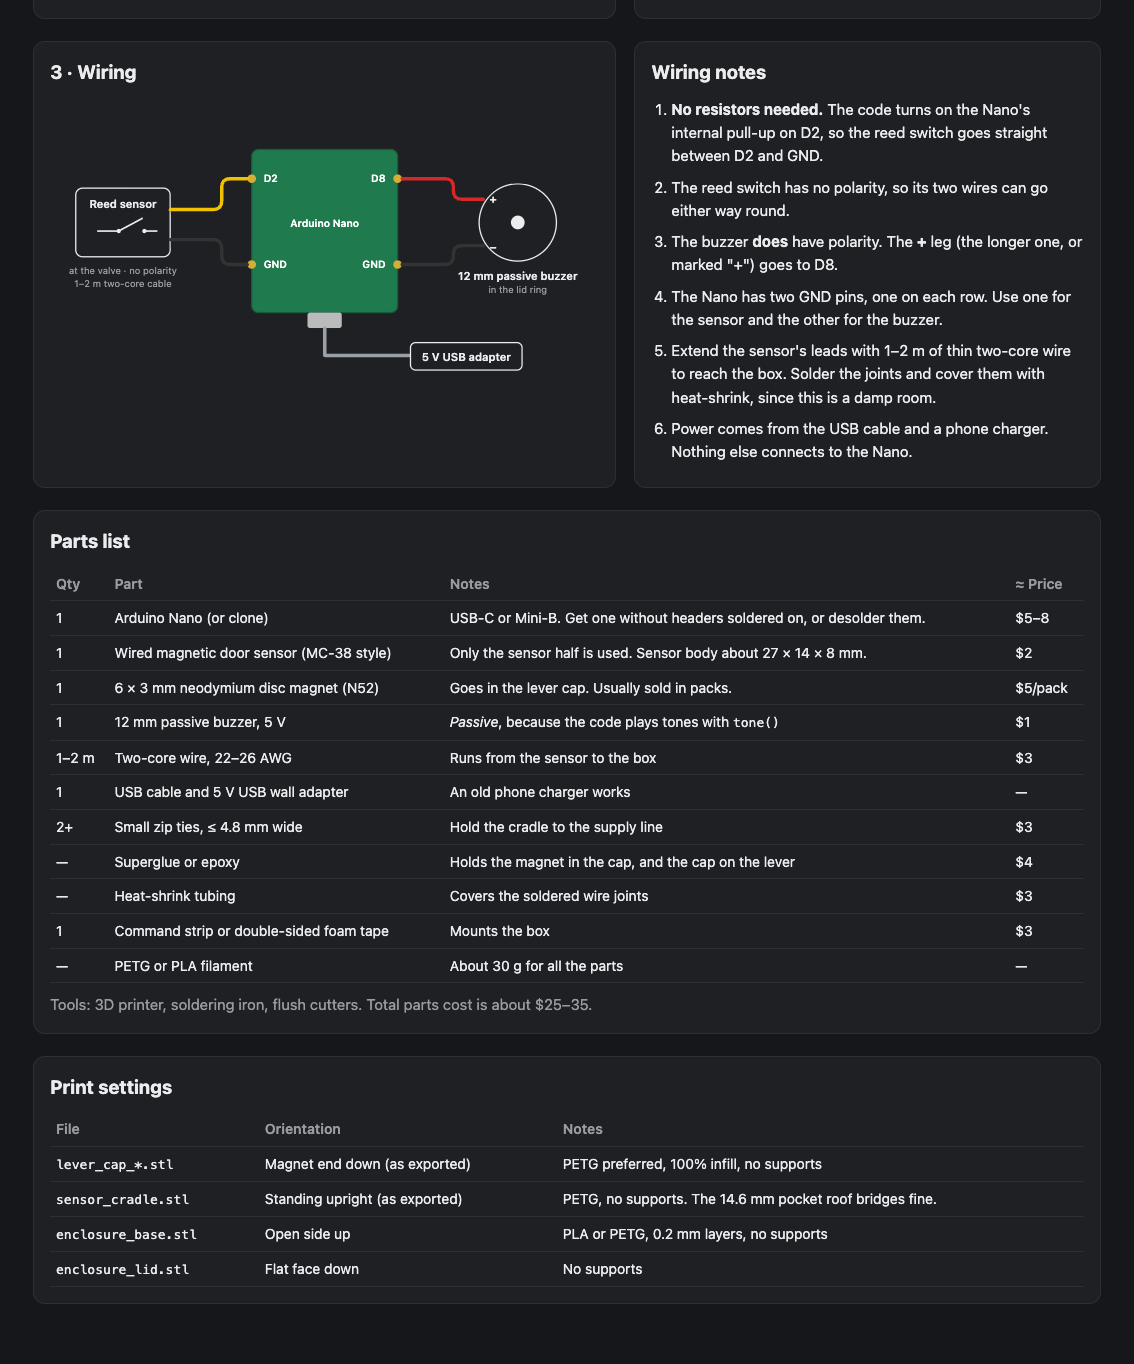 3 · Wiring
D2
D8
Reed sensor
Arduino Nano
+
−
GND
GND
at the valve · no polarity
1–2 m two-core cable
12 mm passive buzzer
in the lid ring
5 V USB adapter
Wiring notes
1. No resistors needed. The code turns on the Nano's
internal pull-up on D2, so the reed switch goes straight
between D2 and GND.
2. The reed switch has no polarity, so its two wires can go
either way round.
3. The buzzer does have polarity. The + leg (the longer one, or
marked "+") goes to D8.
4. The Nano has two GND pins, one on each row. Use one for
the sensor and the other for the buzzer.
5. Extend the sensor's leads with 1–2 m of thin two-core wire
to reach the box. Solder the joints and cover them with
heat-shrink, since this is a damp room.
6. Power comes from the USB cable and a phone charger.
Nothing else connects to the Nano.
Parts list
Qty Part Notes ≈ Price
1 Arduino Nano (or clone) USB-C or Mini-B. Get one without headers soldered on, or desolder them. $5–8
1 Wired magnetic door sensor (MC-38 style) Only the sensor half is used. Sensor body about 27 × 14 × 8 mm. $2
1 6 × 3 mm neodymium disc magnet (N52) Goes in the lever cap. Usually sold in packs. $5/pack
1 12 mm passive buzzer, 5 V Passive, because the code plays tones with tone() $1
1–2 m Two-core wire, 22–26 AWG Runs from the sensor to the box $3
1 USB cable and 5 V USB wall adapter An old phone charger works —
2+ Small zip ties, ≤ 4.8 mm wide Hold the cradle to the supply line $3
— Superglue or epoxy Holds the magnet in the cap, and the cap on the lever $4
— Heat-shrink tubing Covers the soldered wire joints $3
1 Command strip or double-sided foam tape Mounts the box $3
— PETG or PLA filament About 30 g for all the parts —
Tools: 3D printer, soldering iron, flush cutters. Total parts cost is about $25–35.
Print settings
File Orientation Notes
lever_cap_*.stl Magnet end down (as exported) PETG preferred, 100% infill, no supports
sensor_cradle.stl Standing upright (as exported) PETG, no supports. The 14.6 mm pocket roof bridges fine.
enclosure_base.stl Open side up PLA or PETG, 0.2 mm layers, no supports
enclosure_lid.stl Flat face down No supports